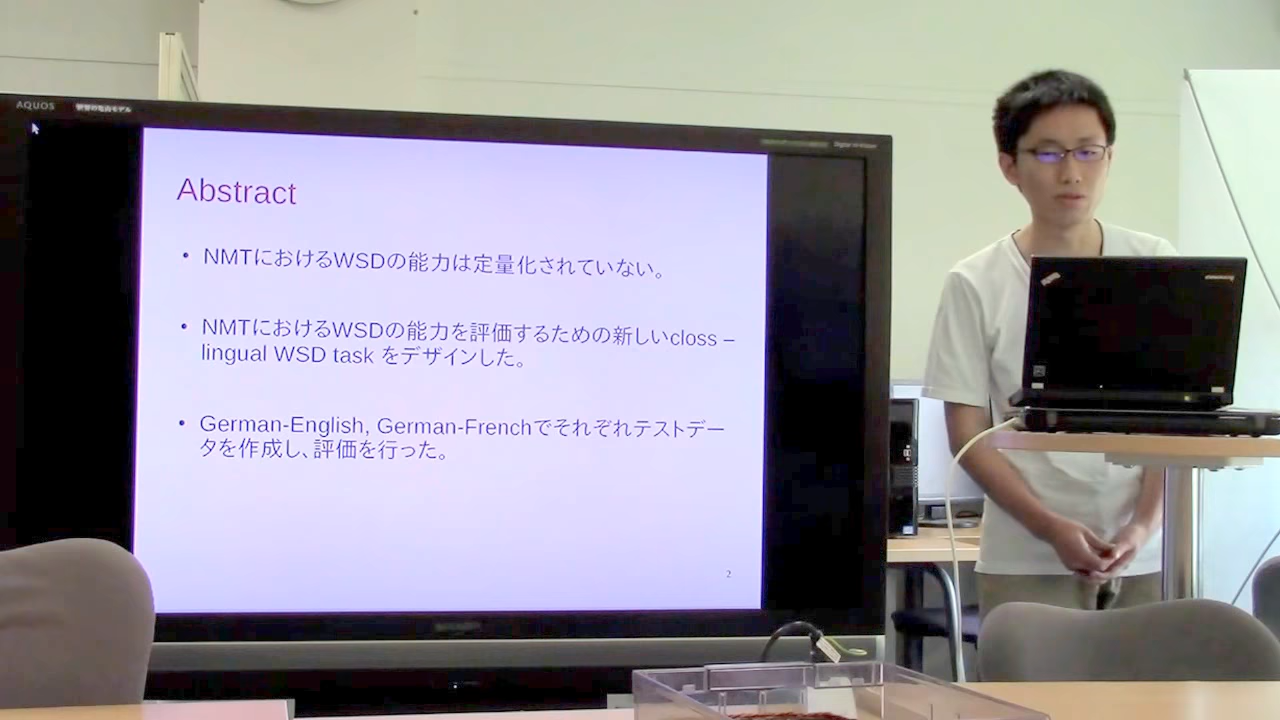 AQUOS
Abstract
• NMTにおけるWSDの能力は定量化されていない。
• NMTにおけるWSDの能力を評価するための新しいcloss –
lingual WSD task をデザインした。
• German-English, German-Frenchでそれぞれテストデー
タを作成し、評価を行った。
2